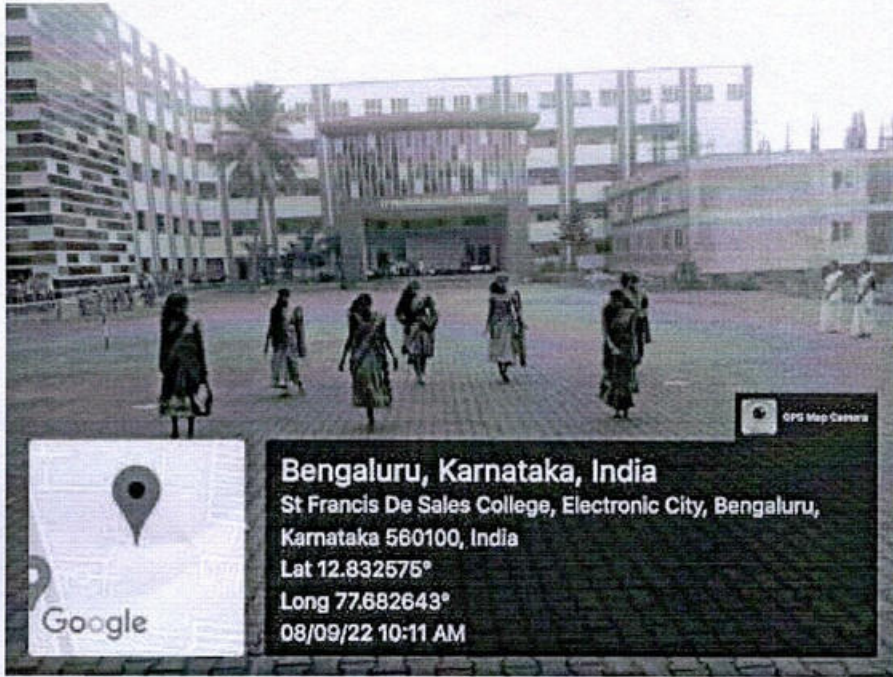 GPS Map Camera
Bengaluru, Karnataka, India
St Francis De Sales College, Electronic City, Bengaluru,
Karnataka 560100, India
Lat 12.832575°
Long 77.682643°
08/09/22 10:11 AM
Google